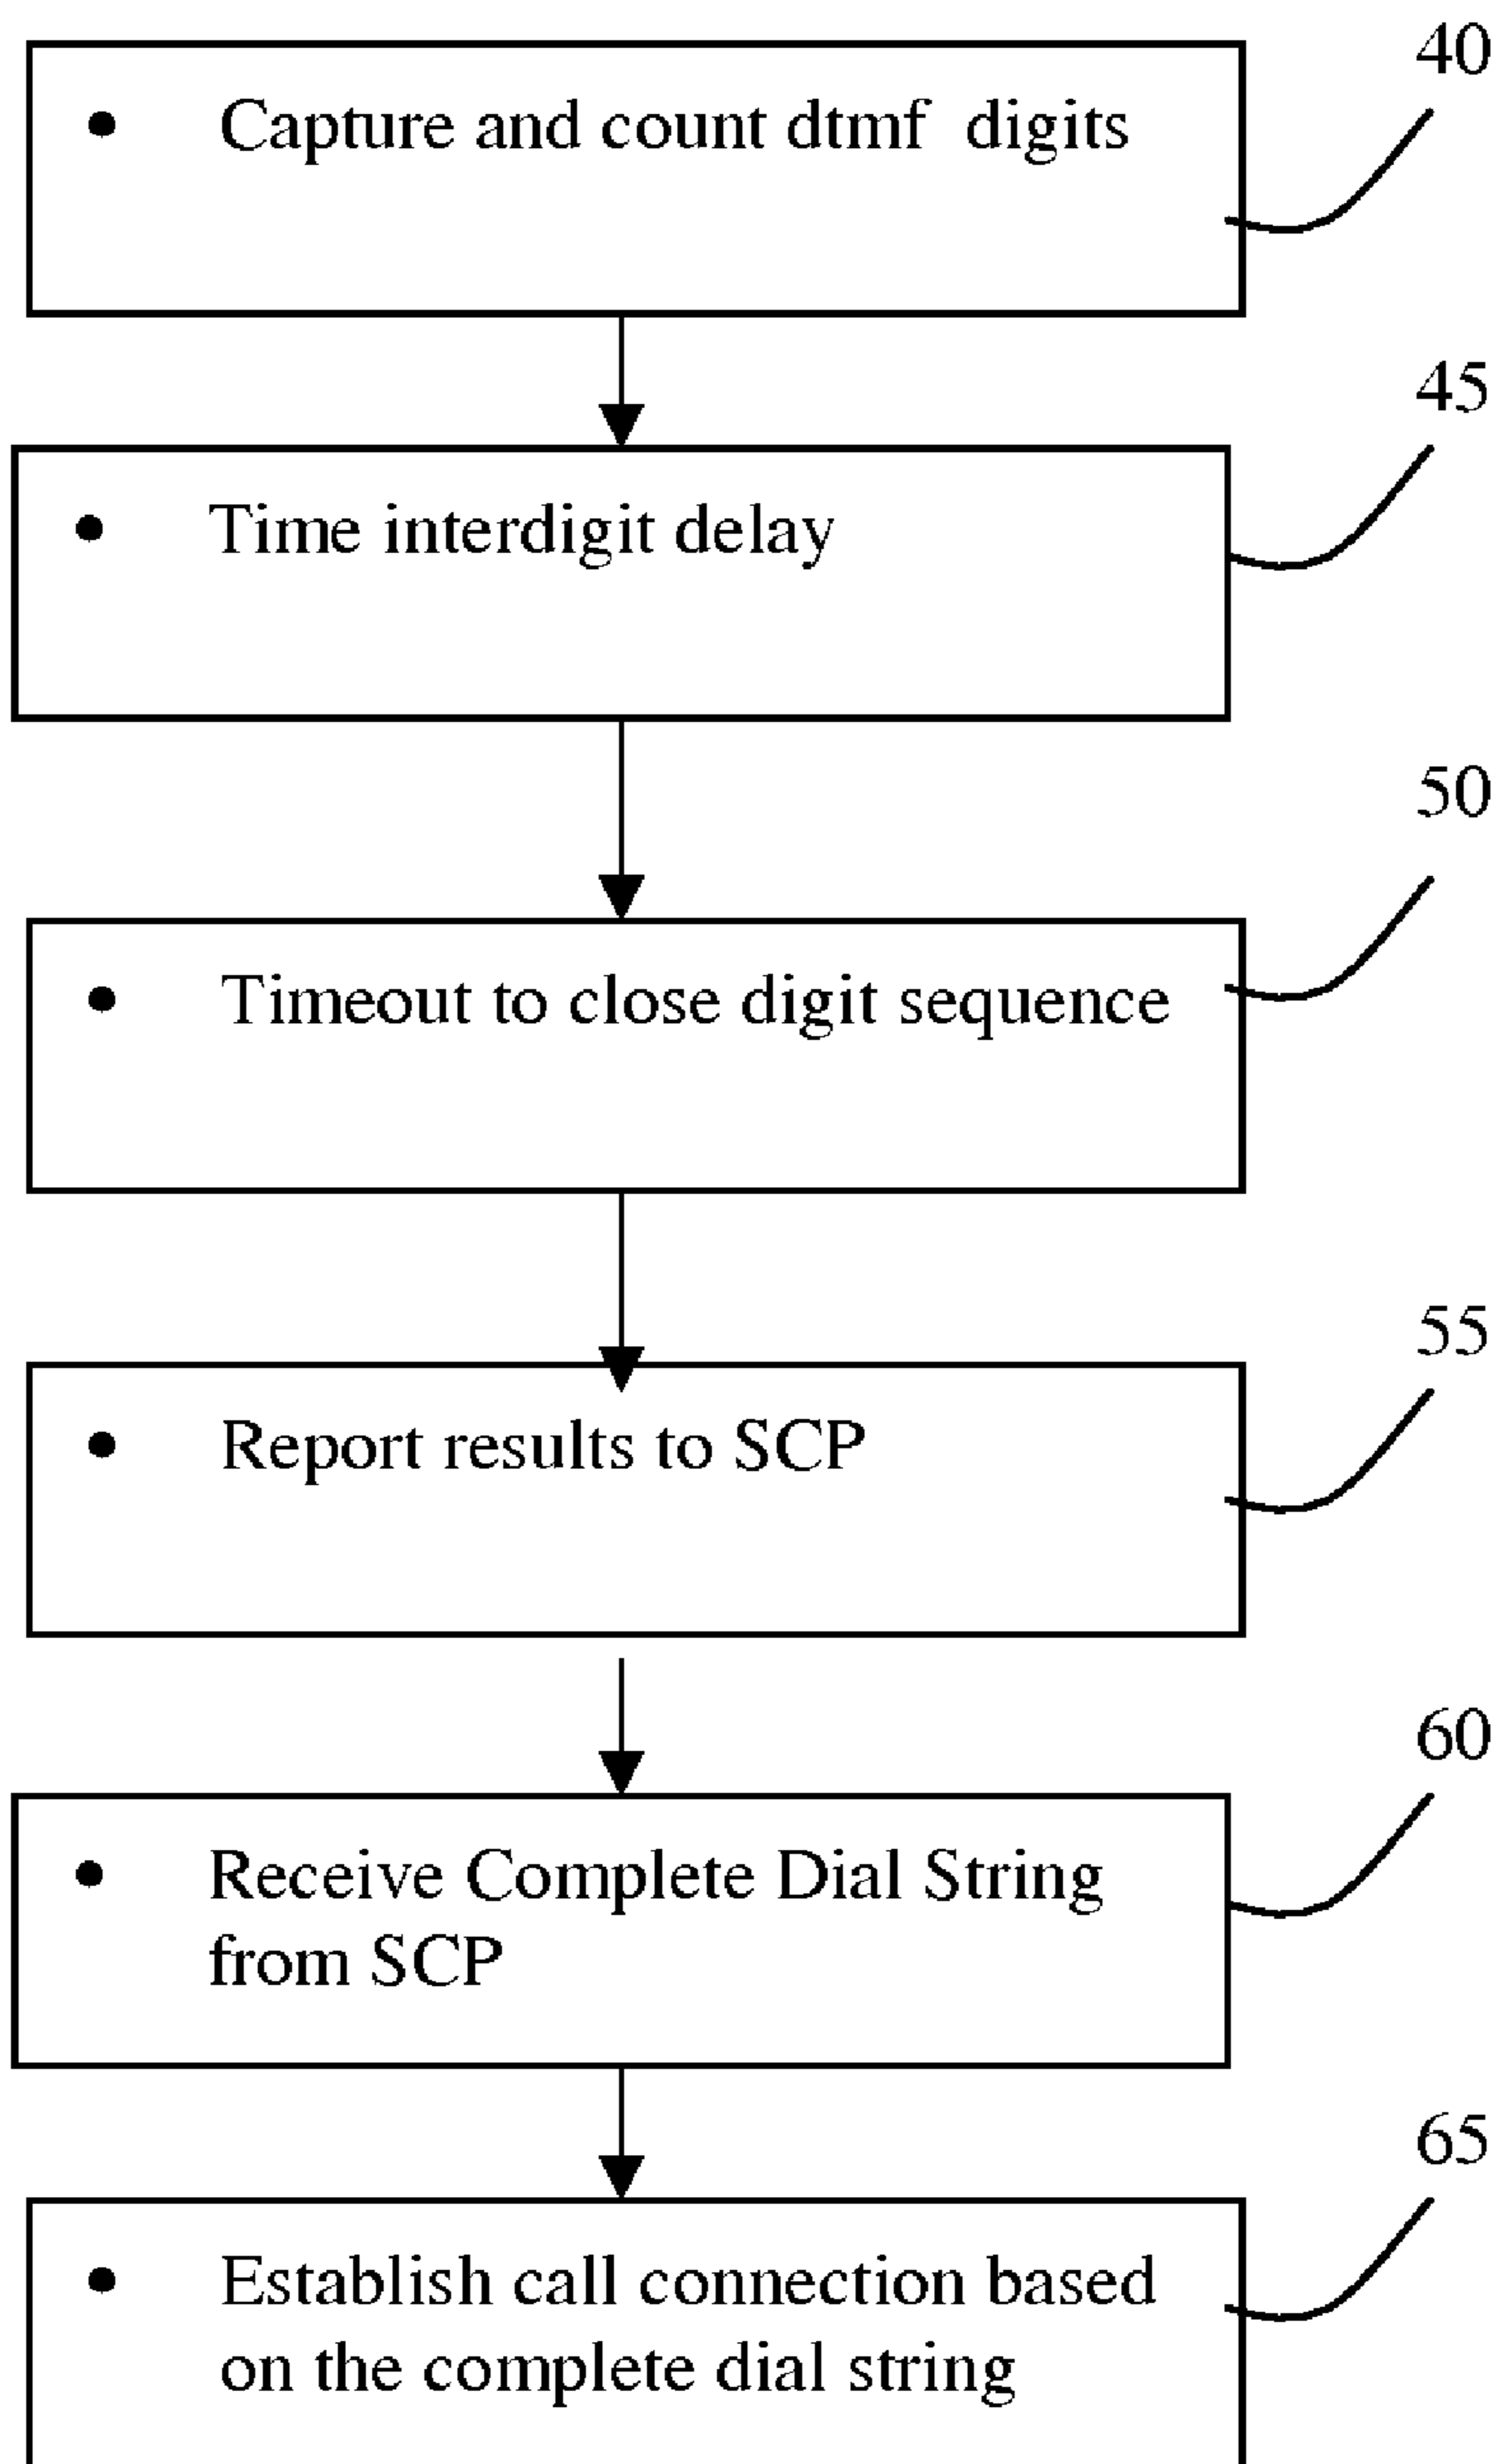 40
• Capture and count dtmf digits
45
• Time interdigit delay
50
• Timeout to close digit sequence
55
• Report results to SCP
60
• Receive Complete Dial String
from SCP
65
• Establish call connection based
on the complete dial string